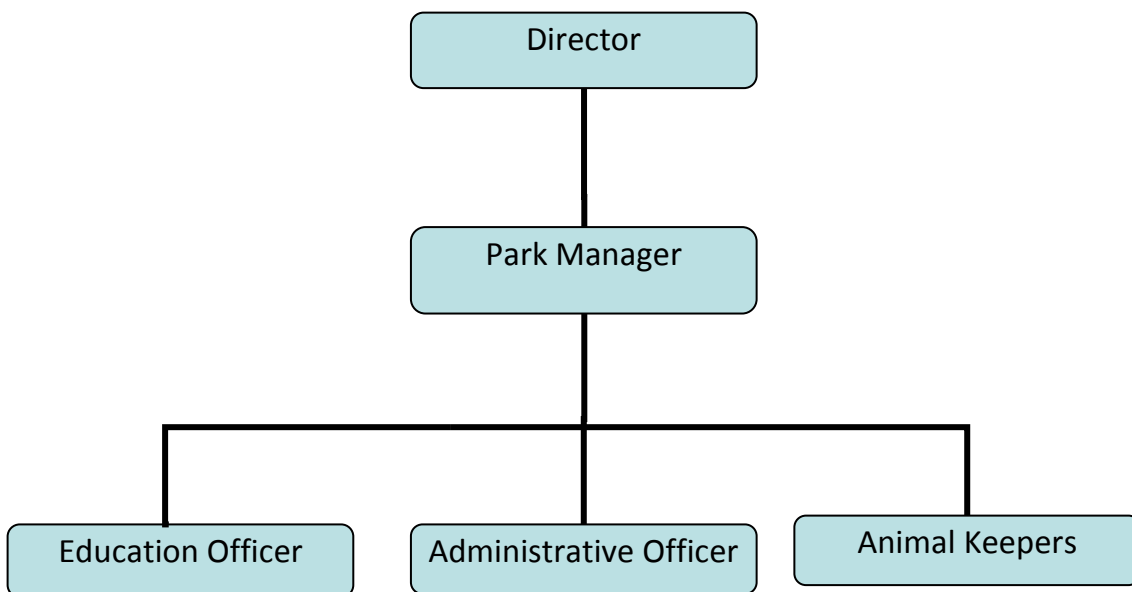 Director
Park Manager
Education Officer
Administrative Officer
Animal Keepers